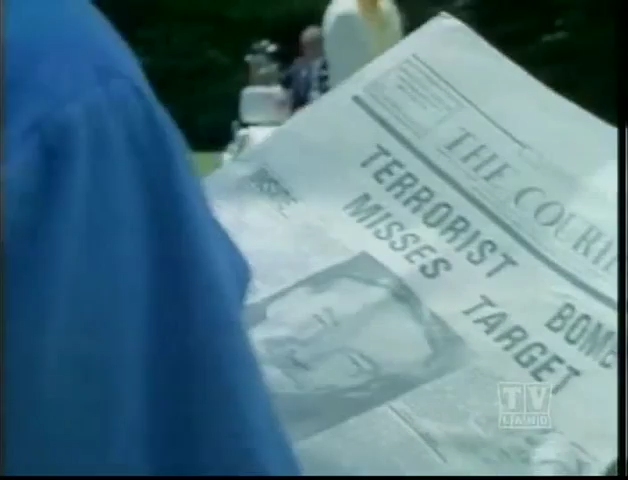 THE COURI
TERRORIST BOMB
MISSES TARGET
TV
LAND